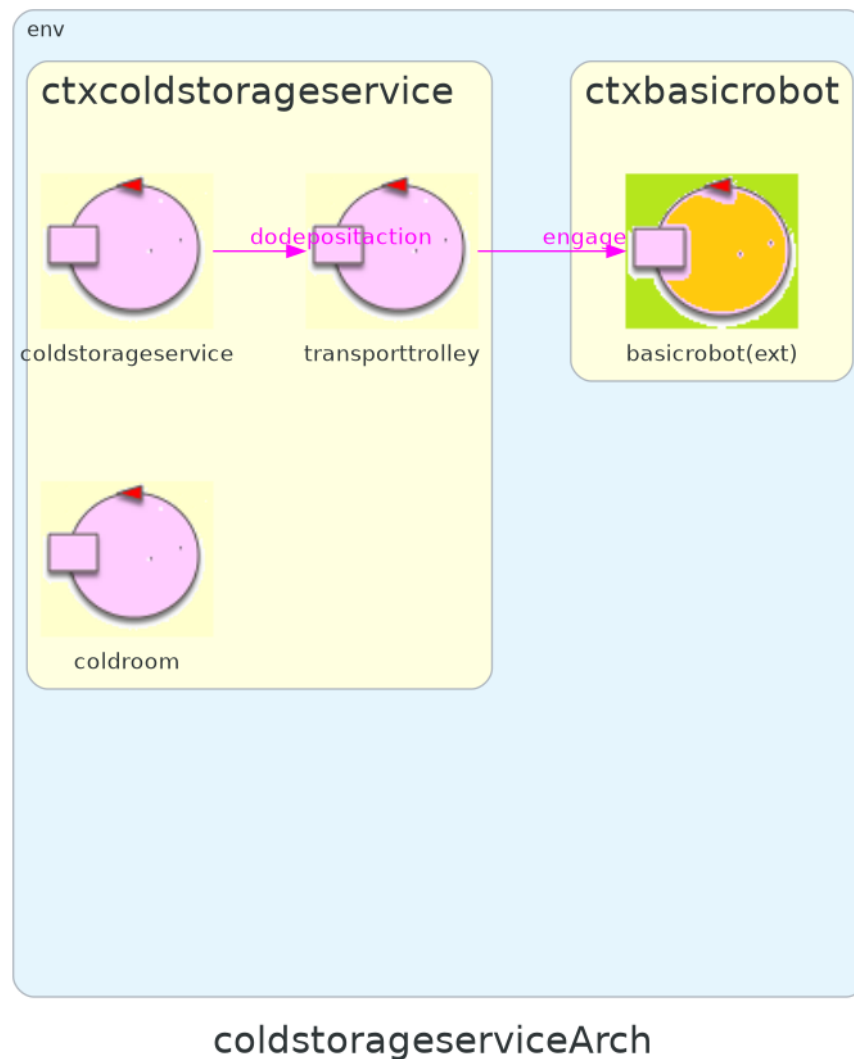 env
ctxcoldstorageservice
ctxbasicrobot
dodepositaction
engage
coldstorageservice
transporttrolley
basicrobot(ext)
coldroom
coldstorageserviceArch